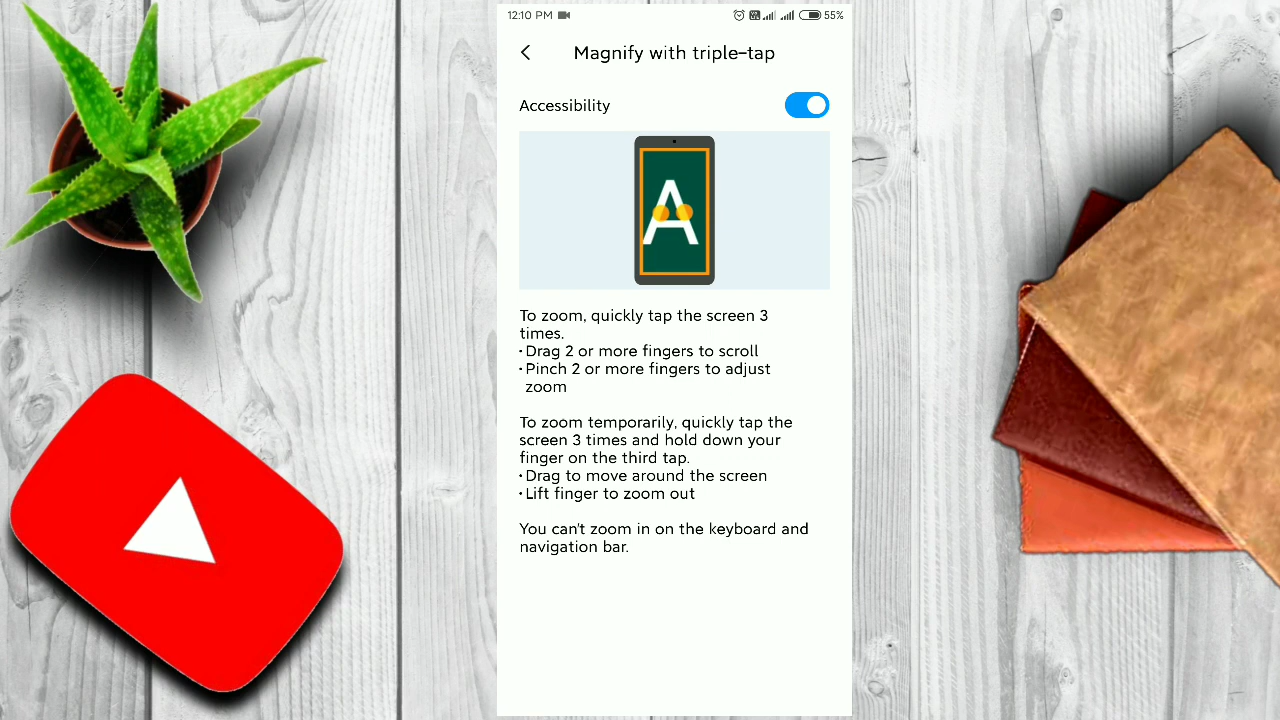 12:10 PM 55%
Magnify with triple-tap
Accessibility
A
To zoom, quickly tap the screen 3
times.
• Drag 2 or more fingers to scroll
• Pinch 2 or more fingers to adjust
zoom
To zoom temporarily, quickly tap the
screen 3 times and hold down your
finger on the third tap.
• Drag to move around the screen
• Lift finger to zoom out
You can't zoom in on the keyboard and
navigation bar.